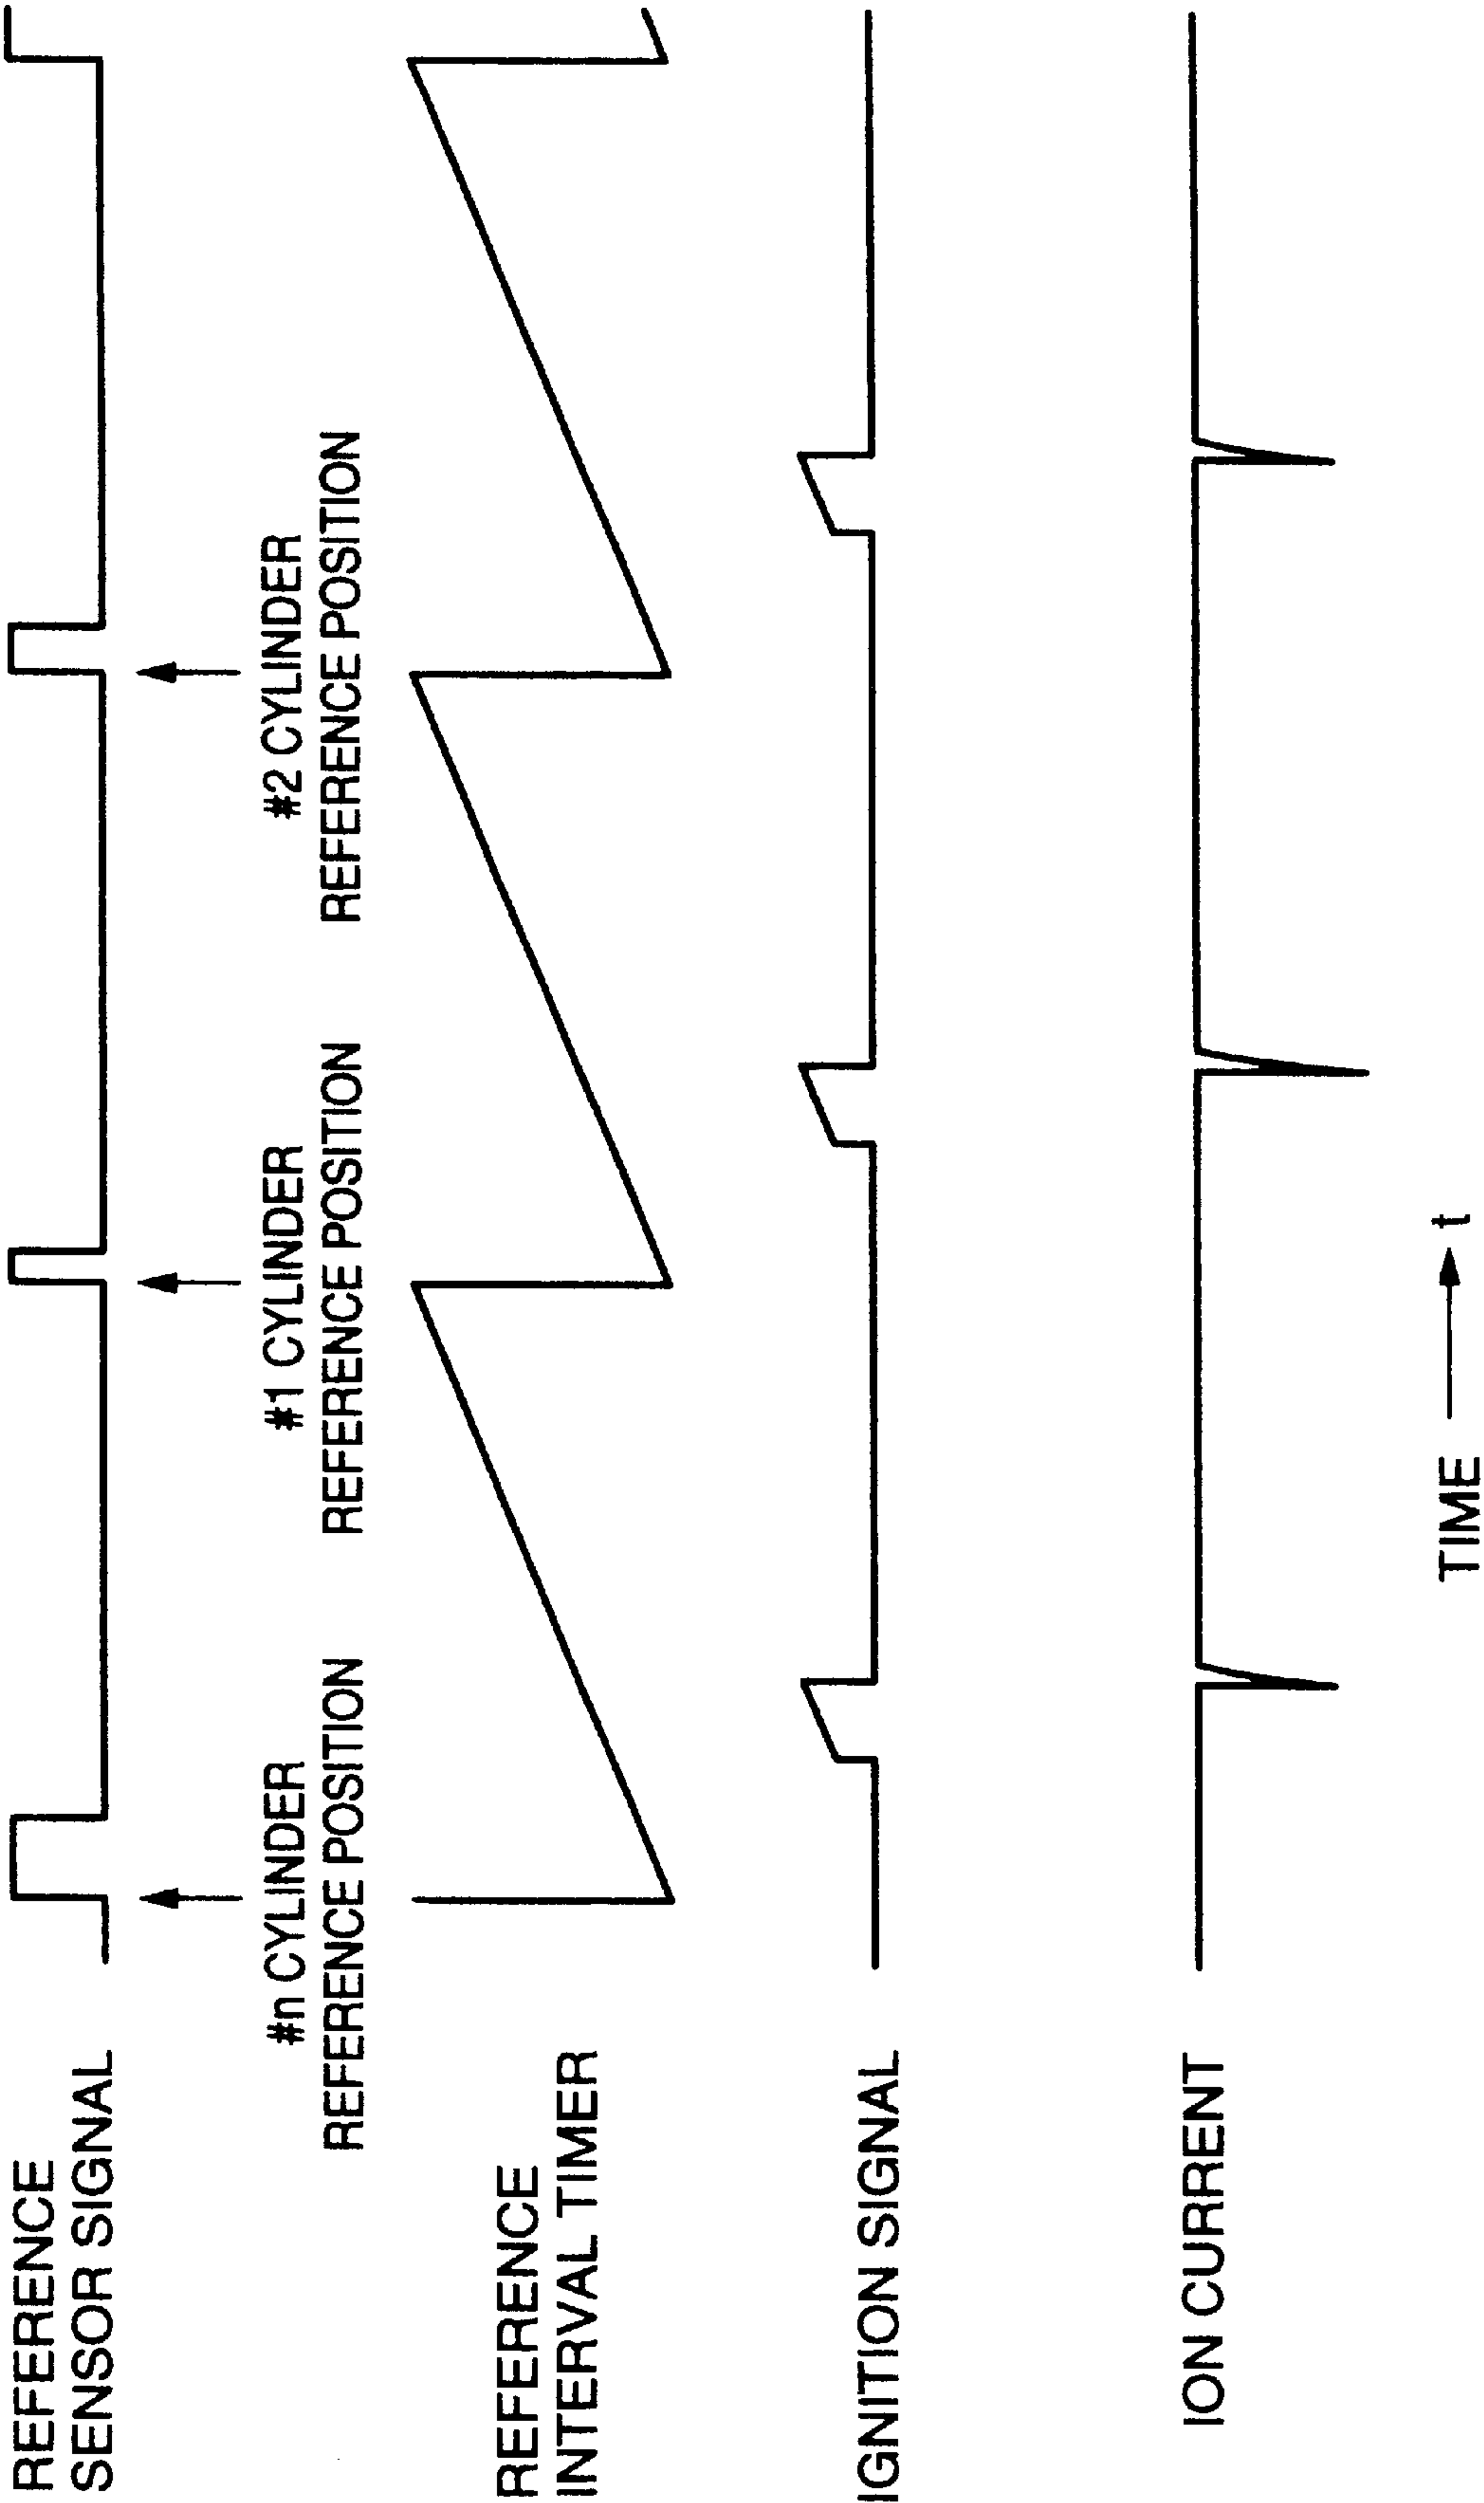 REFERENCE
SENSOR SIGNAL
#n CYLINDER
REFERENCE POSITION
#1 CYLINDER
REFERENCE POSITION
#2 CYLINDER
REFERENCE POSITION
REFERENCE
INTERVAL TIMER
IGNITION SIGNAL
ION CURRENT
TIME t